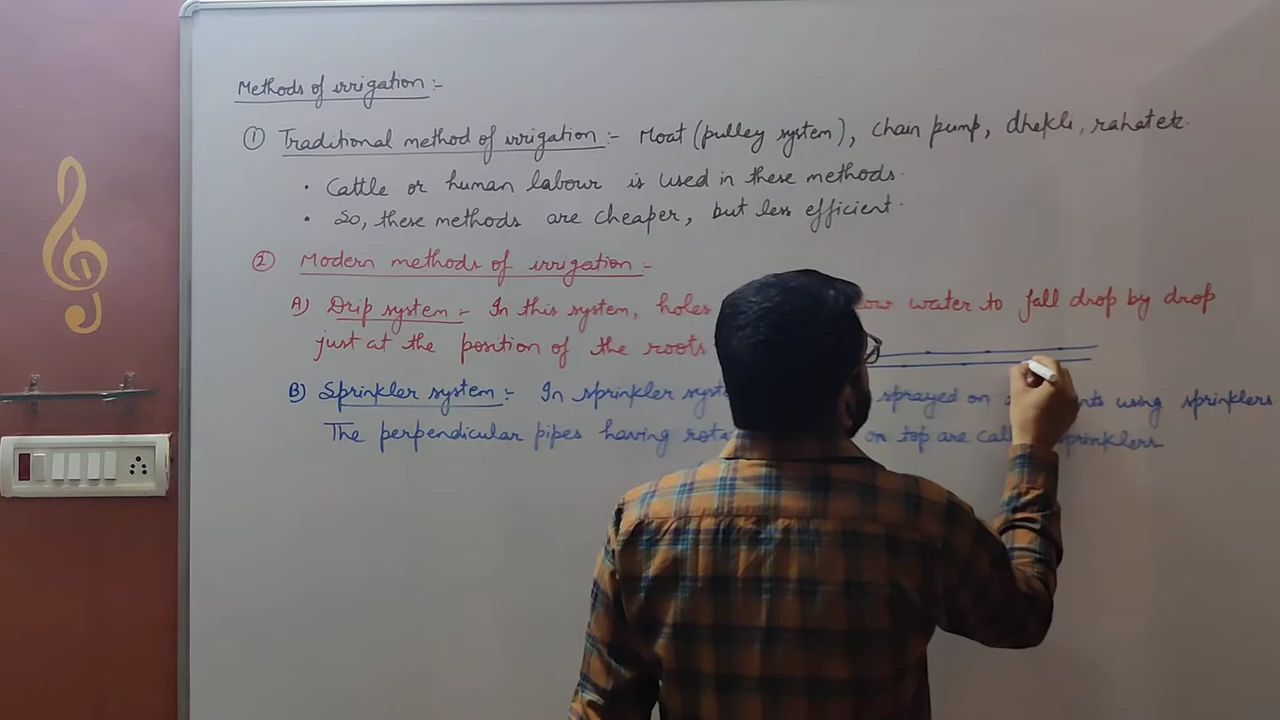 Methods of irrigation :-
① Traditional method of irrigation :- Moat (pulley system), chain pump, dhekli, rahat etc.
· Cattle or human labour is used in these methods.
· So, these methods are cheaper, but less efficient.
② Modern methods of irrigation :-
A) Drip system :- In this system, holes water to fall drop by drop
just at the position of the roots
B) Sprinkler system :- In sprinkler sprayed on using sprinklers.
The perpendicular pipes having on top are sprinklers